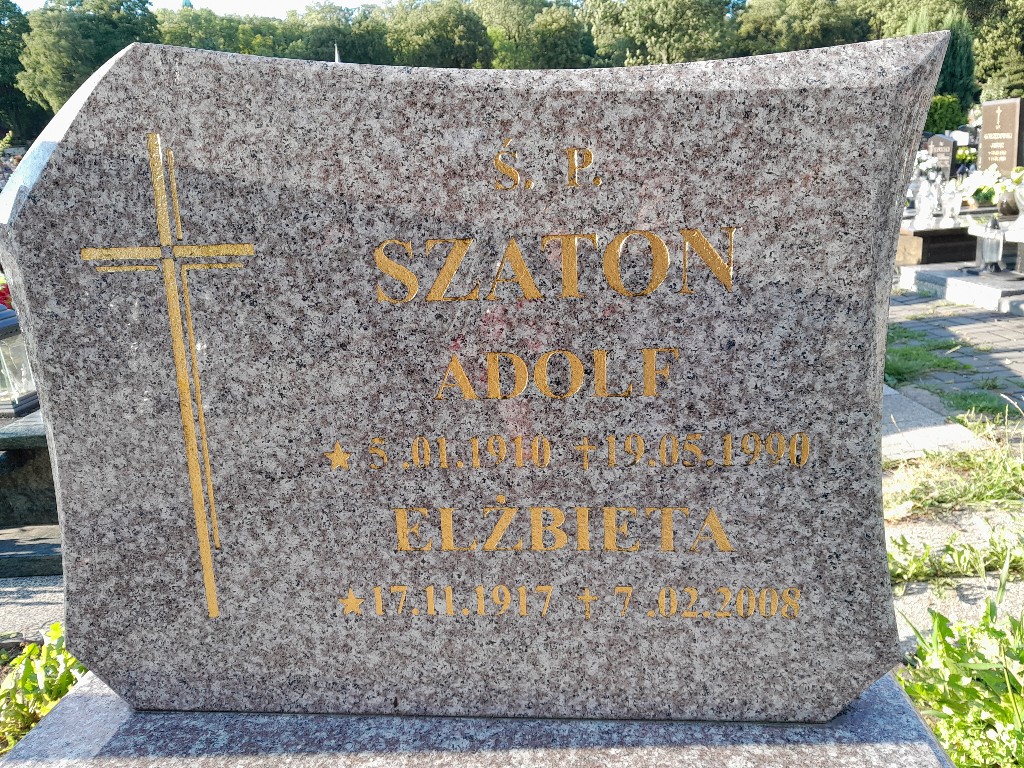 Ś. P.
SZATON
ADOLF
★ 5.01.1910 ✝19.05.1990
ELŻBIETA
★17.11.1917 ✝ 7.02.2008